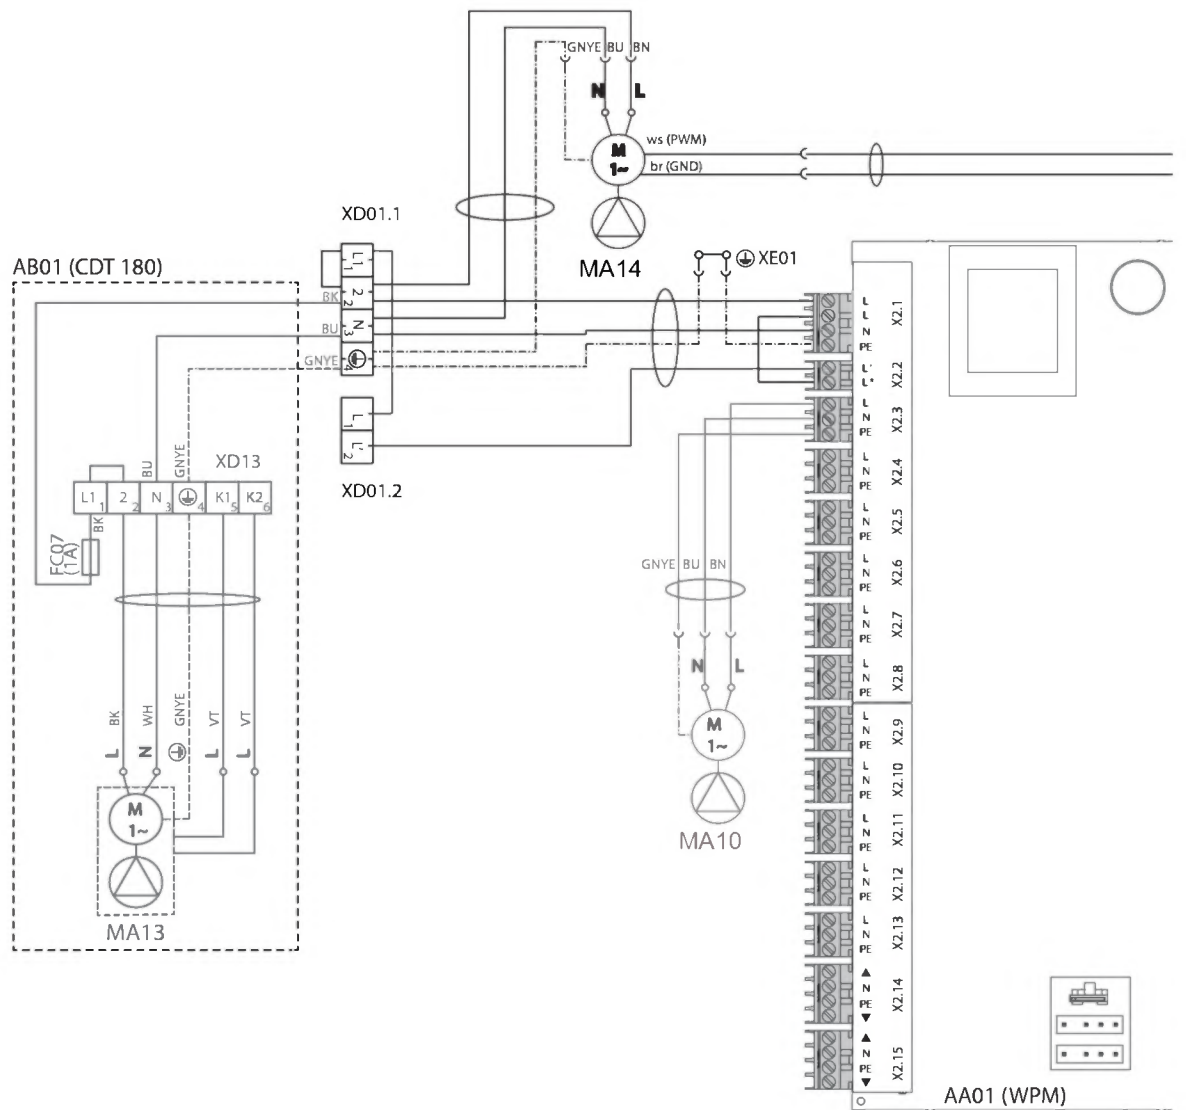 GNYE BU BN
N L
M
1~
ws (PWM)
br (GND)
MA14
XD01.1
L1 1
2 2
N 3
4
BK
BU
GNYE
L 1
L' 2
XD01.2
XE01
AB01 (CDT 180)
BU
GNYE
XD13
L1 1
2 2
N 3
4
K1 5
K2 6
BK
FC07
(1A)
BK
WH
GNYE
VT
VT
L
N
L
L
M
1~
MA13
GNYE BU BN
N L
M
1~
MA10
L
L
N
PE
X2.1
L'
L*
X2.2
L
N
PE
X2.3
L
N
PE
X2.4
L
N
PE
X2.5
L
N
PE
X2.6
L
N
PE
X2.7
L
N
PE
X2.8
L
N
PE
X2.9
L
N
PE
X2.10
L
N
PE
X2.11
L
N
PE
X2.12
L
N
PE
X2.13
▲
N
PE
▼
X2.14
▲
N
PE
▼
X2.15
AA01 (WPM)